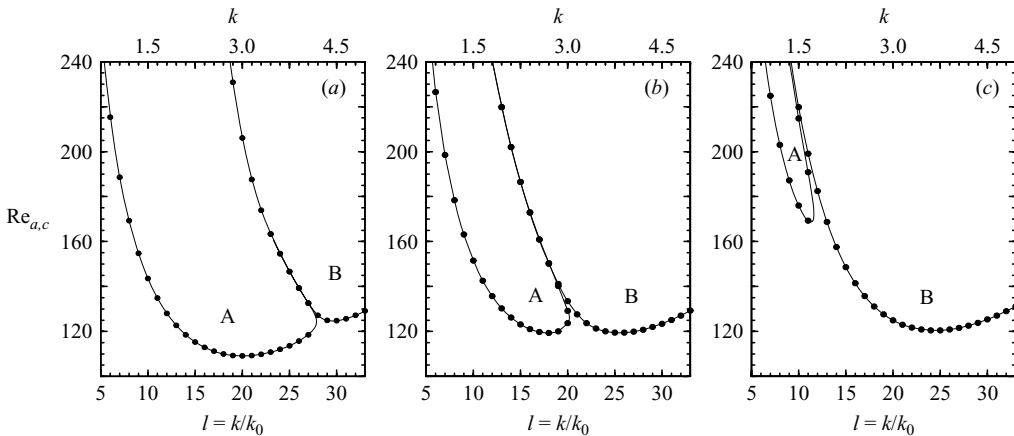 k k k
1.5 3.0 4.5 1.5 3.0 4.5 1.5 3.0 4.5
240 240 240
(a) (b) (c)
200 200 200
A
Re_{a,c}
160 160 160
B
A A B B
120 120 120
5 10 15 20 25 30 5 10 15 20 25 30 5 10 15 20 25 30
l = k/k_0 l = k/k_0 l = k/k_0